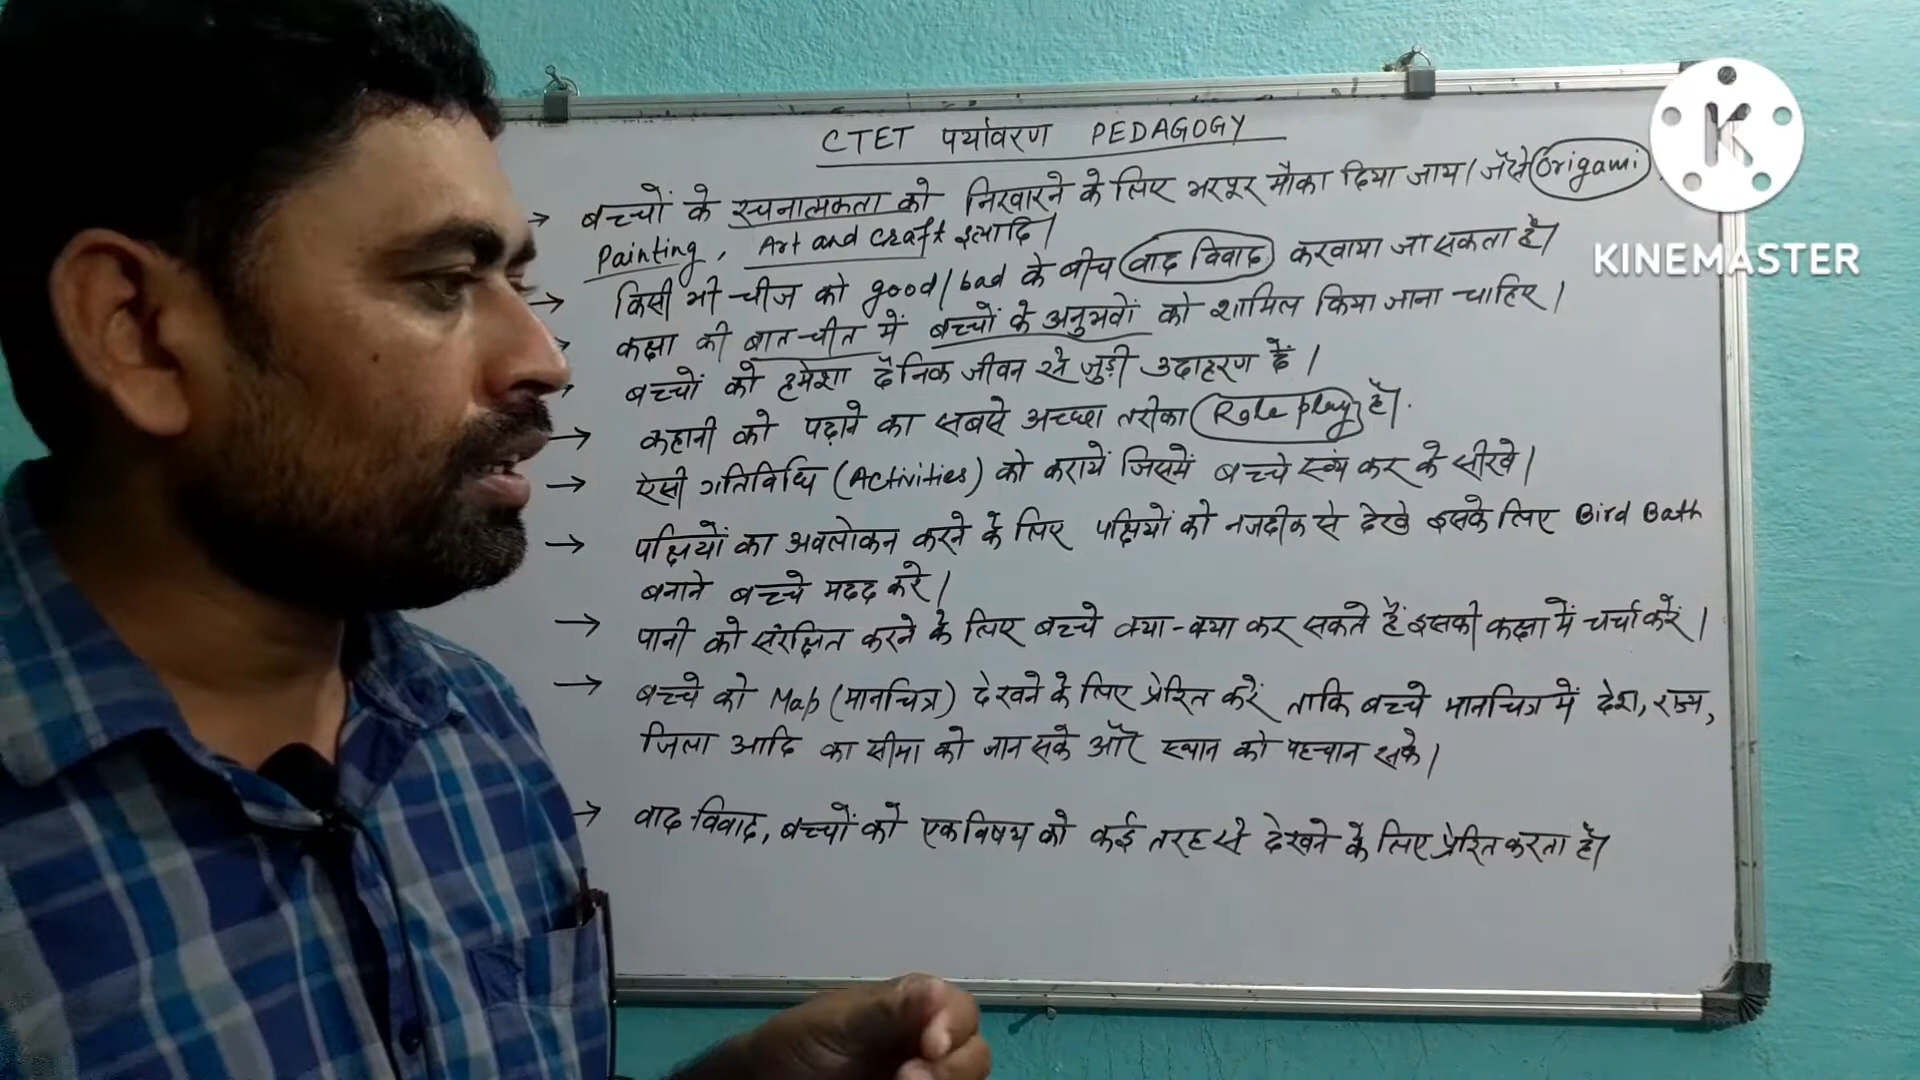 CTET पर्यावरण PEDAGOGY
→ बच्चों के रचनात्मकता को निखारने के लिए भरपूर मौका दिया जाय। जैसे Origami,
Painting, Art and craft इत्यादि।
→ किसी भी चीज को good/bad के बीच वाद विवाद करवाया जा सकता है।
→ कक्षा की बात-चीत में बच्चों के अनुभवों को शामिल किया जाना चाहिए।
→ बच्चों को हमेशा दैनिक जीवन से जुड़ी उदाहरण दें।
→ कहानी को पढ़ाने का सबसे अच्छा तरीका Role play है।
→ ऐसी गतिविधि (Activities) को करायें जिसमें बच्चे स्वंय कर के सीखे।
→ पक्षियों का अवलोकन करने के लिए पक्षियों को नजदीक से देखे इसके लिए Bird Bath
बनाने बच्चे मदद करे।
→ पानी को संरक्षित करने के लिए बच्चे क्या-क्या कर सकते हैं इसकी कक्षा में चर्चा करें।
→ बच्चे को Map (मानचित्र) देखने के लिए प्रेरित करें ताकि बच्चे मानचित्र में देश, राज्य,
जिला आदि का सीमा को जान सके और स्थान को पहचान सके।
→ वाद-विवाद, बच्चों को एक विषय को कई तरह से देखने के लिए प्रेरित करता है।
K
KINEMASTER